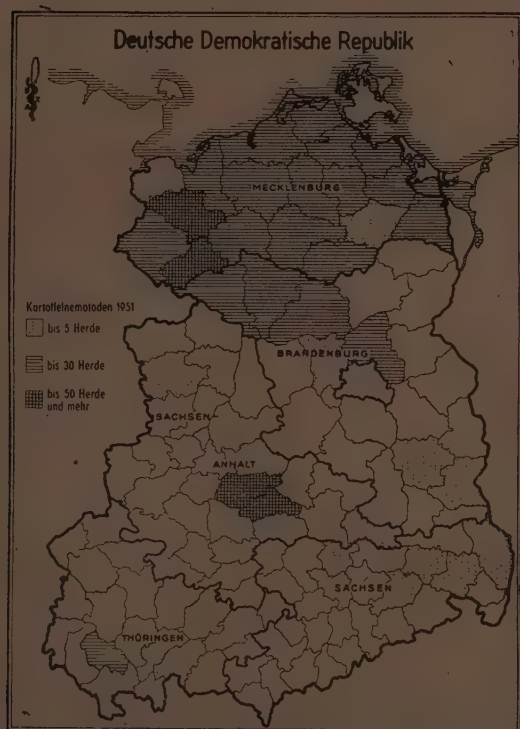 Deutsche Demokratische Republik
MECKLENBURG
Kartoffelnematoden 1951
bis 5 Herde
bis 30 Herde
bis 50 Herde
und mehr
BRANDENBURG
SACHSEN
ANHALT
SACHSEN
THÜRINGEN